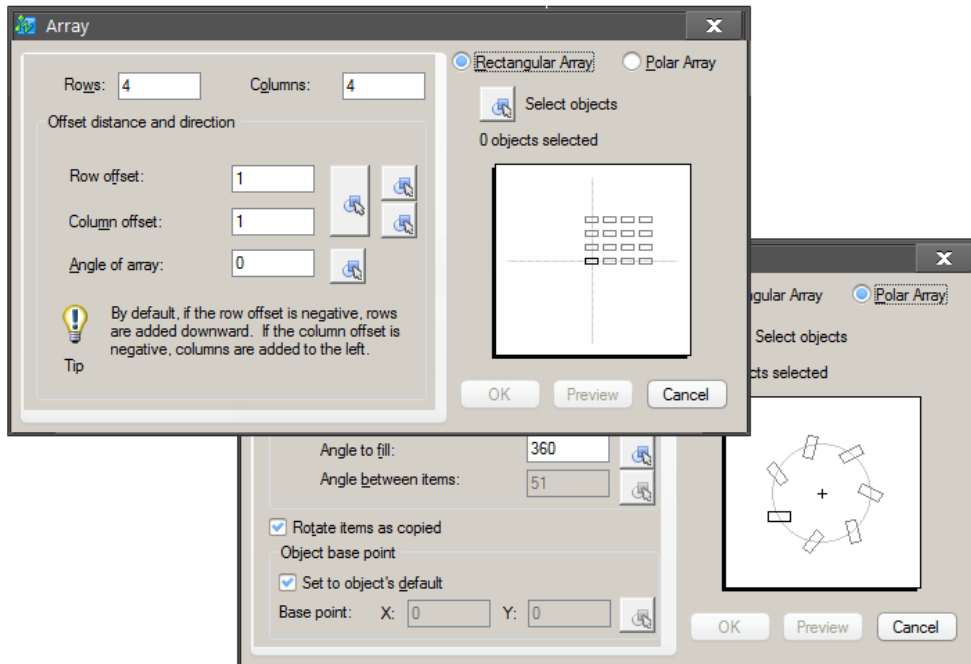 Array
Rectangular Array
Polar Array
Rows: 4
Columns: 4
Select objects
Offset distance and direction
0 objects selected
Row offset: 1
Column offset: 1
Angle of array: 0
By default, if the row offset is negative, rows
are added downward. If the column offset is
negative, columns are added to the left.
Tip
OK
Preview
Cancel
gular Array
Polar Array
Select objects
cts selected
Angle to fill: 360
Angle between items: 51
Rotate items as copied
Object base point
Set to object's default
Base point: X: 0 Y: 0
OK
Preview
Cancel